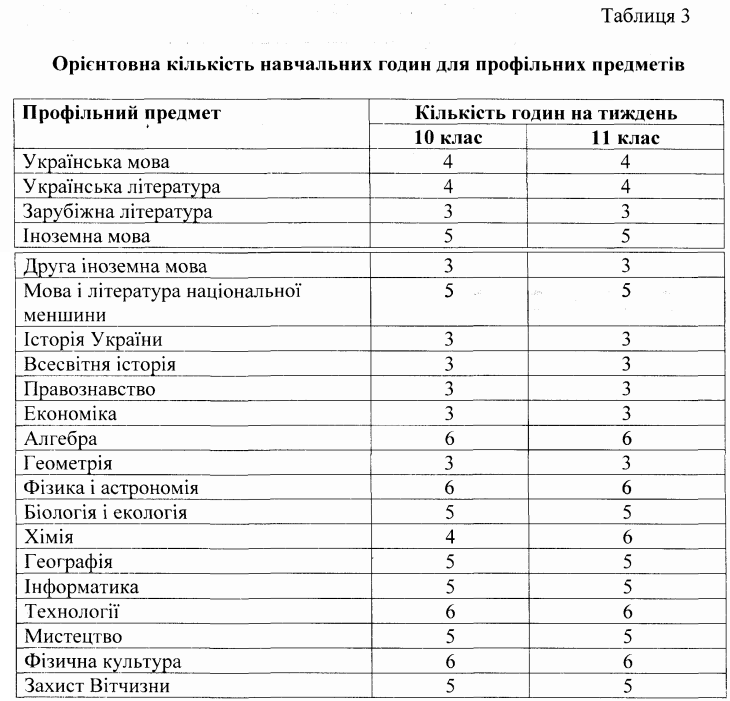 Таблиця 3
Орієнтовна кількість навчальних годин для профільних предметів
Профільний предмет Кількість годин на тиждень
10 клас 11 клас
Українська мова 4 4
Українська література 4 4
Зарубіжна література 3 3
Іноземна мова 5 5
Друга іноземна мова 3 3
Мова і література національної 5 5
меншини
Історія України 3 3
Всесвітня історія 3 3
Правознавство 3 3
Економіка 3 3
Алгебра 6 6
Геометрія 3 3
Фізика і астрономія 6 6
Біологія і екологія 5 5
Хімія 4 6
Географія 5 5
Інформатика 5 5
Технології 6 6
Мистецтво 5 5
Фізична культура 6 6
Захист Вітчизни 5 5